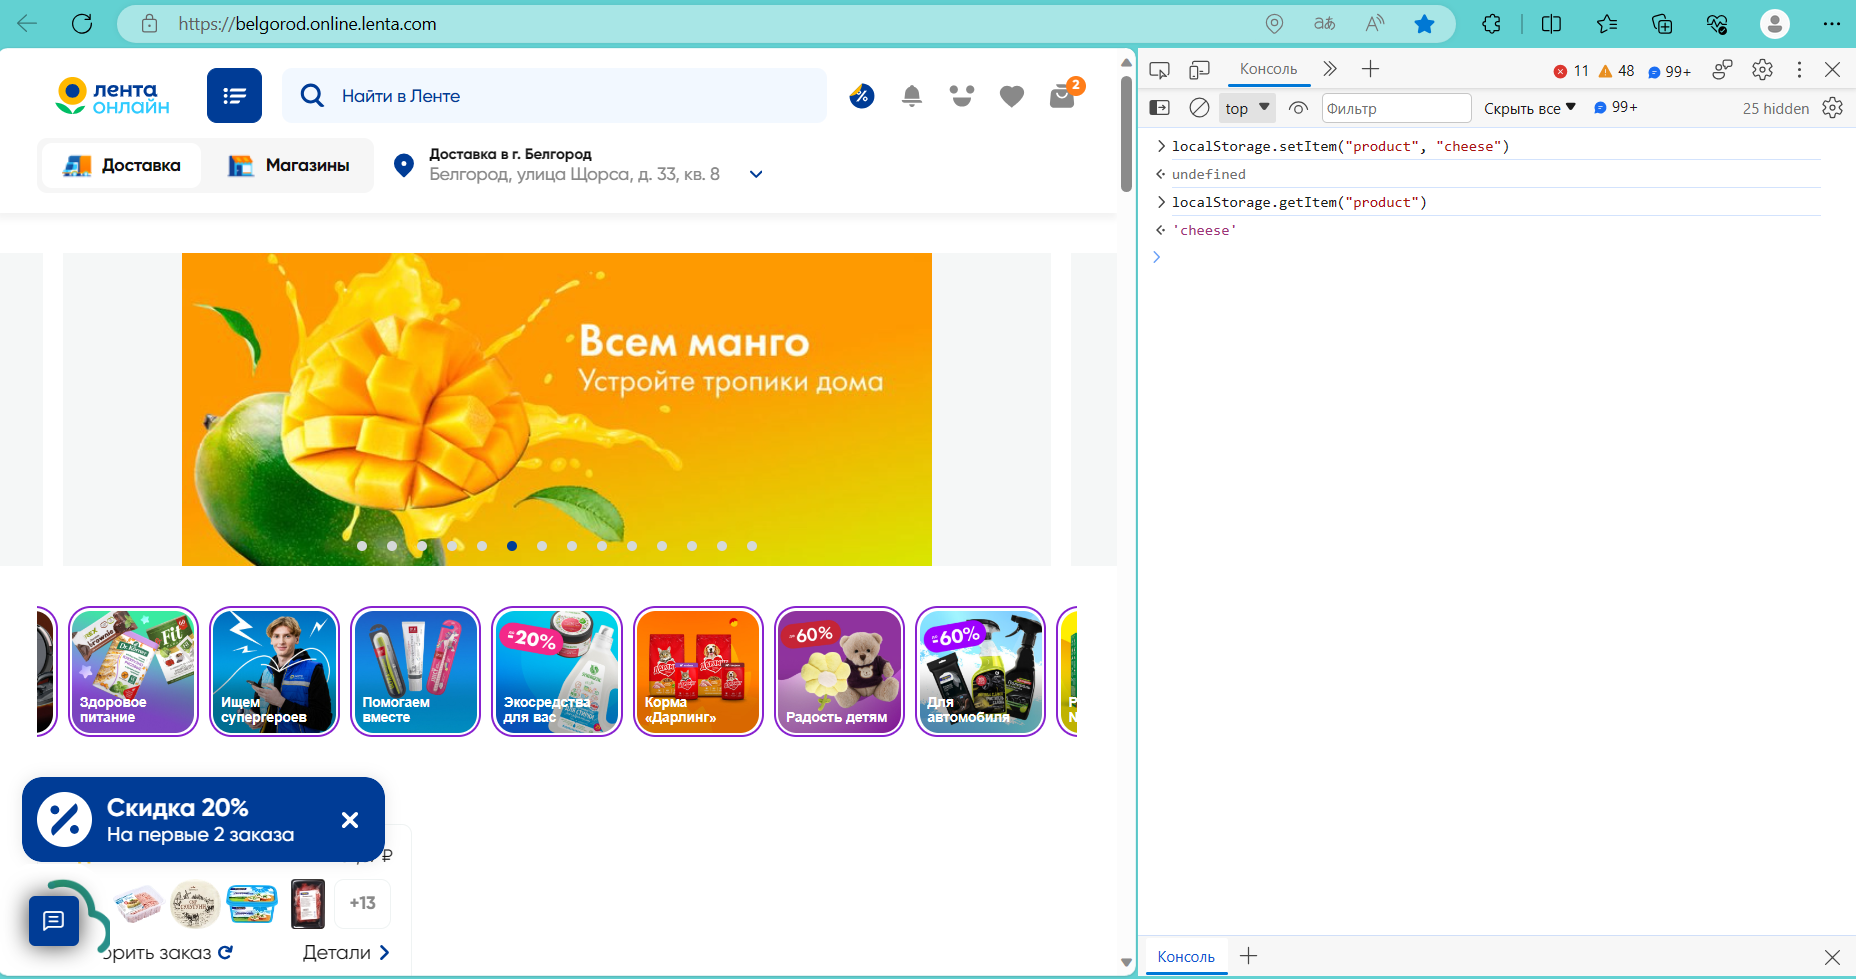 https://belgorod.online.lenta.com
лента
онлайн
Найти в Ленте
2
Доставка
Магазины
Доставка в г. Белгород
Белгород, улица Щорса, д. 33, кв. 8
Всем манго
Устройте тропики дома
Fit
Здоровое
питание
Ищем
супергероев
Помогаем
вместе
-20%
Экосредства
для вас
Корма
«Дарлинг»
-60%
Радость детям
-60%
Для
автомобиля
Скидка 20%
На первые 2 заказа
₽
+13
орить заказ
Детали
Консоль
11
48
99+
top
Фильтр
Скрыть все
99+
25 hidden
localStorage.setItem("product", "cheese")
undefined
localStorage.getItem("product")
'cheese'
Консоль